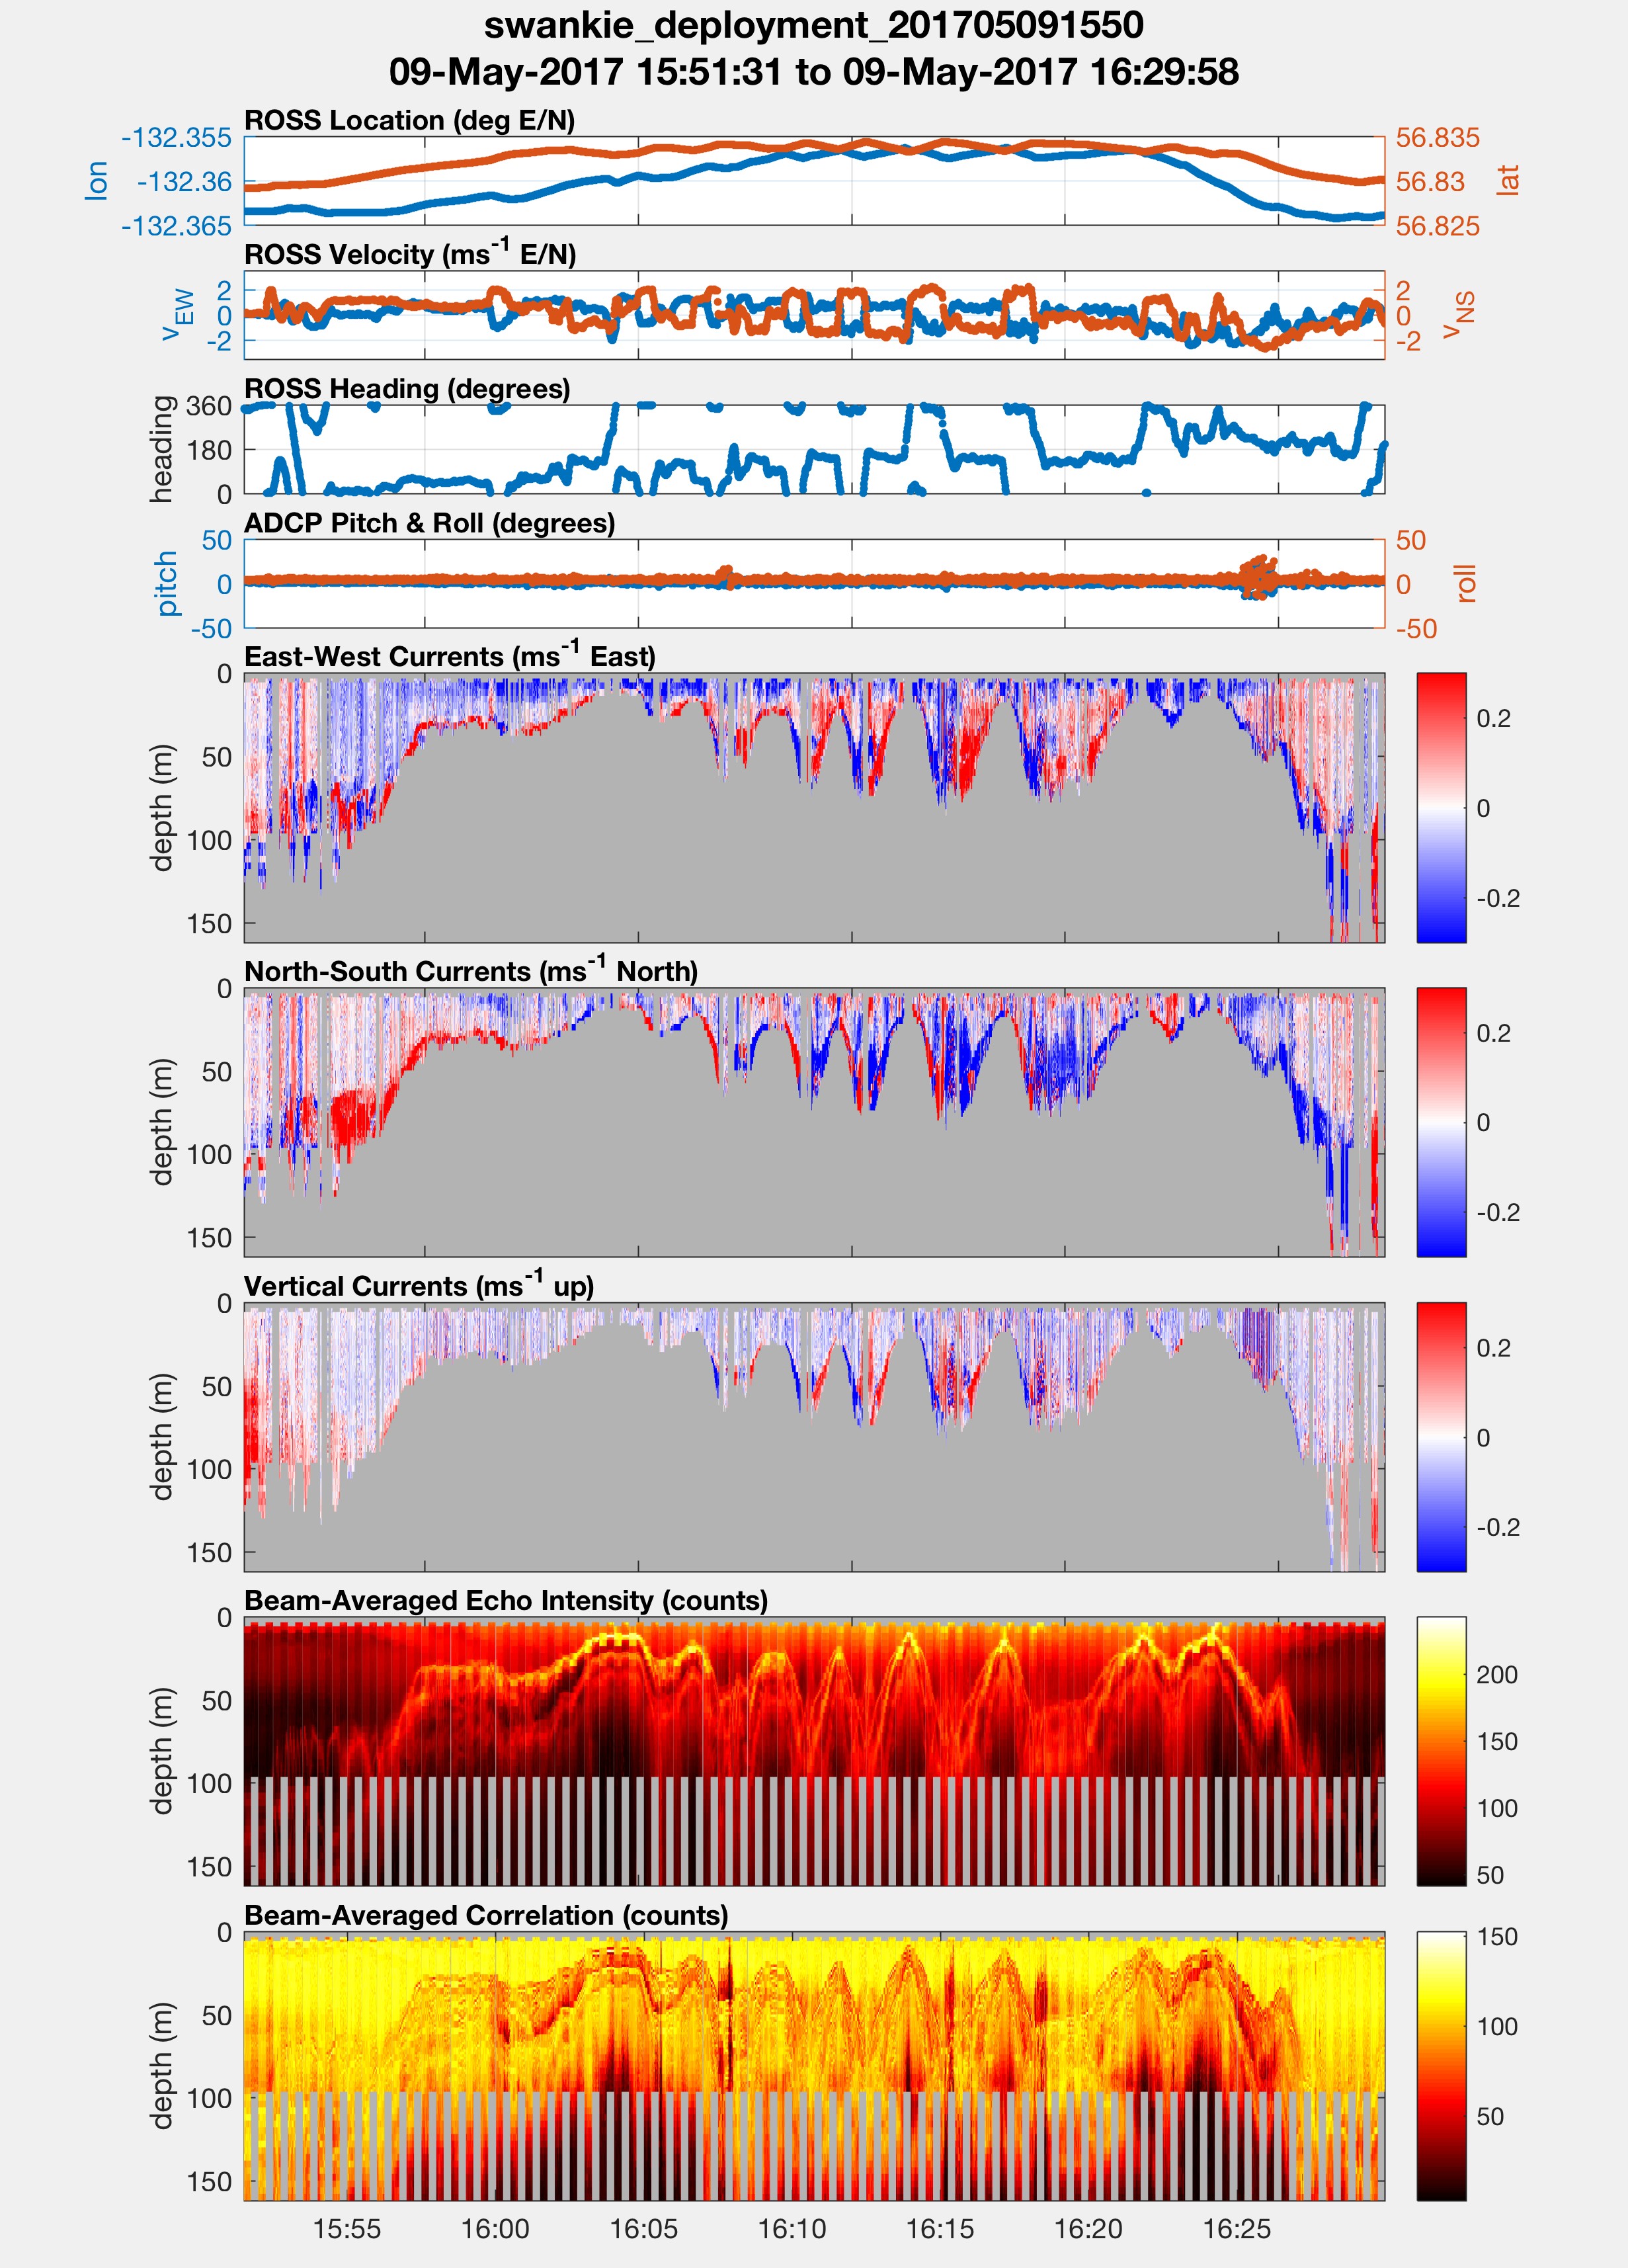 swankie_deployment_201705091550
09-May-2017 15:51:31 to 09-May-2017 16:29:58
ROSS Location (deg E/N)
-132.355
-132.36
-132.365
lon
56.835
56.83
56.825
lat
ROSS Velocity (ms-1 E/N)
2
0
-2
vEW
2
0
-2
vNS
ROSS Heading (degrees)
360
180
0
heading
ADCP Pitch & Roll (degrees)
50
0
-50
pitch
50
0
-50
roll
East-West Currents (ms-1 East)
0
50
100
150
depth (m)
0.2
0
-0.2
North-South Currents (ms-1 North)
0
50
100
150
depth (m)
0.2
0
-0.2
Vertical Currents (ms-1 up)
0
50
100
150
depth (m)
0.2
0
-0.2
Beam-Averaged Echo Intensity (counts)
0
50
100
150
depth (m)
200
150
100
50
Beam-Averaged Correlation (counts)
0
50
100
150
depth (m)
150
100
50
15:55 16:00 16:05 16:10 16:15 16:20 16:25